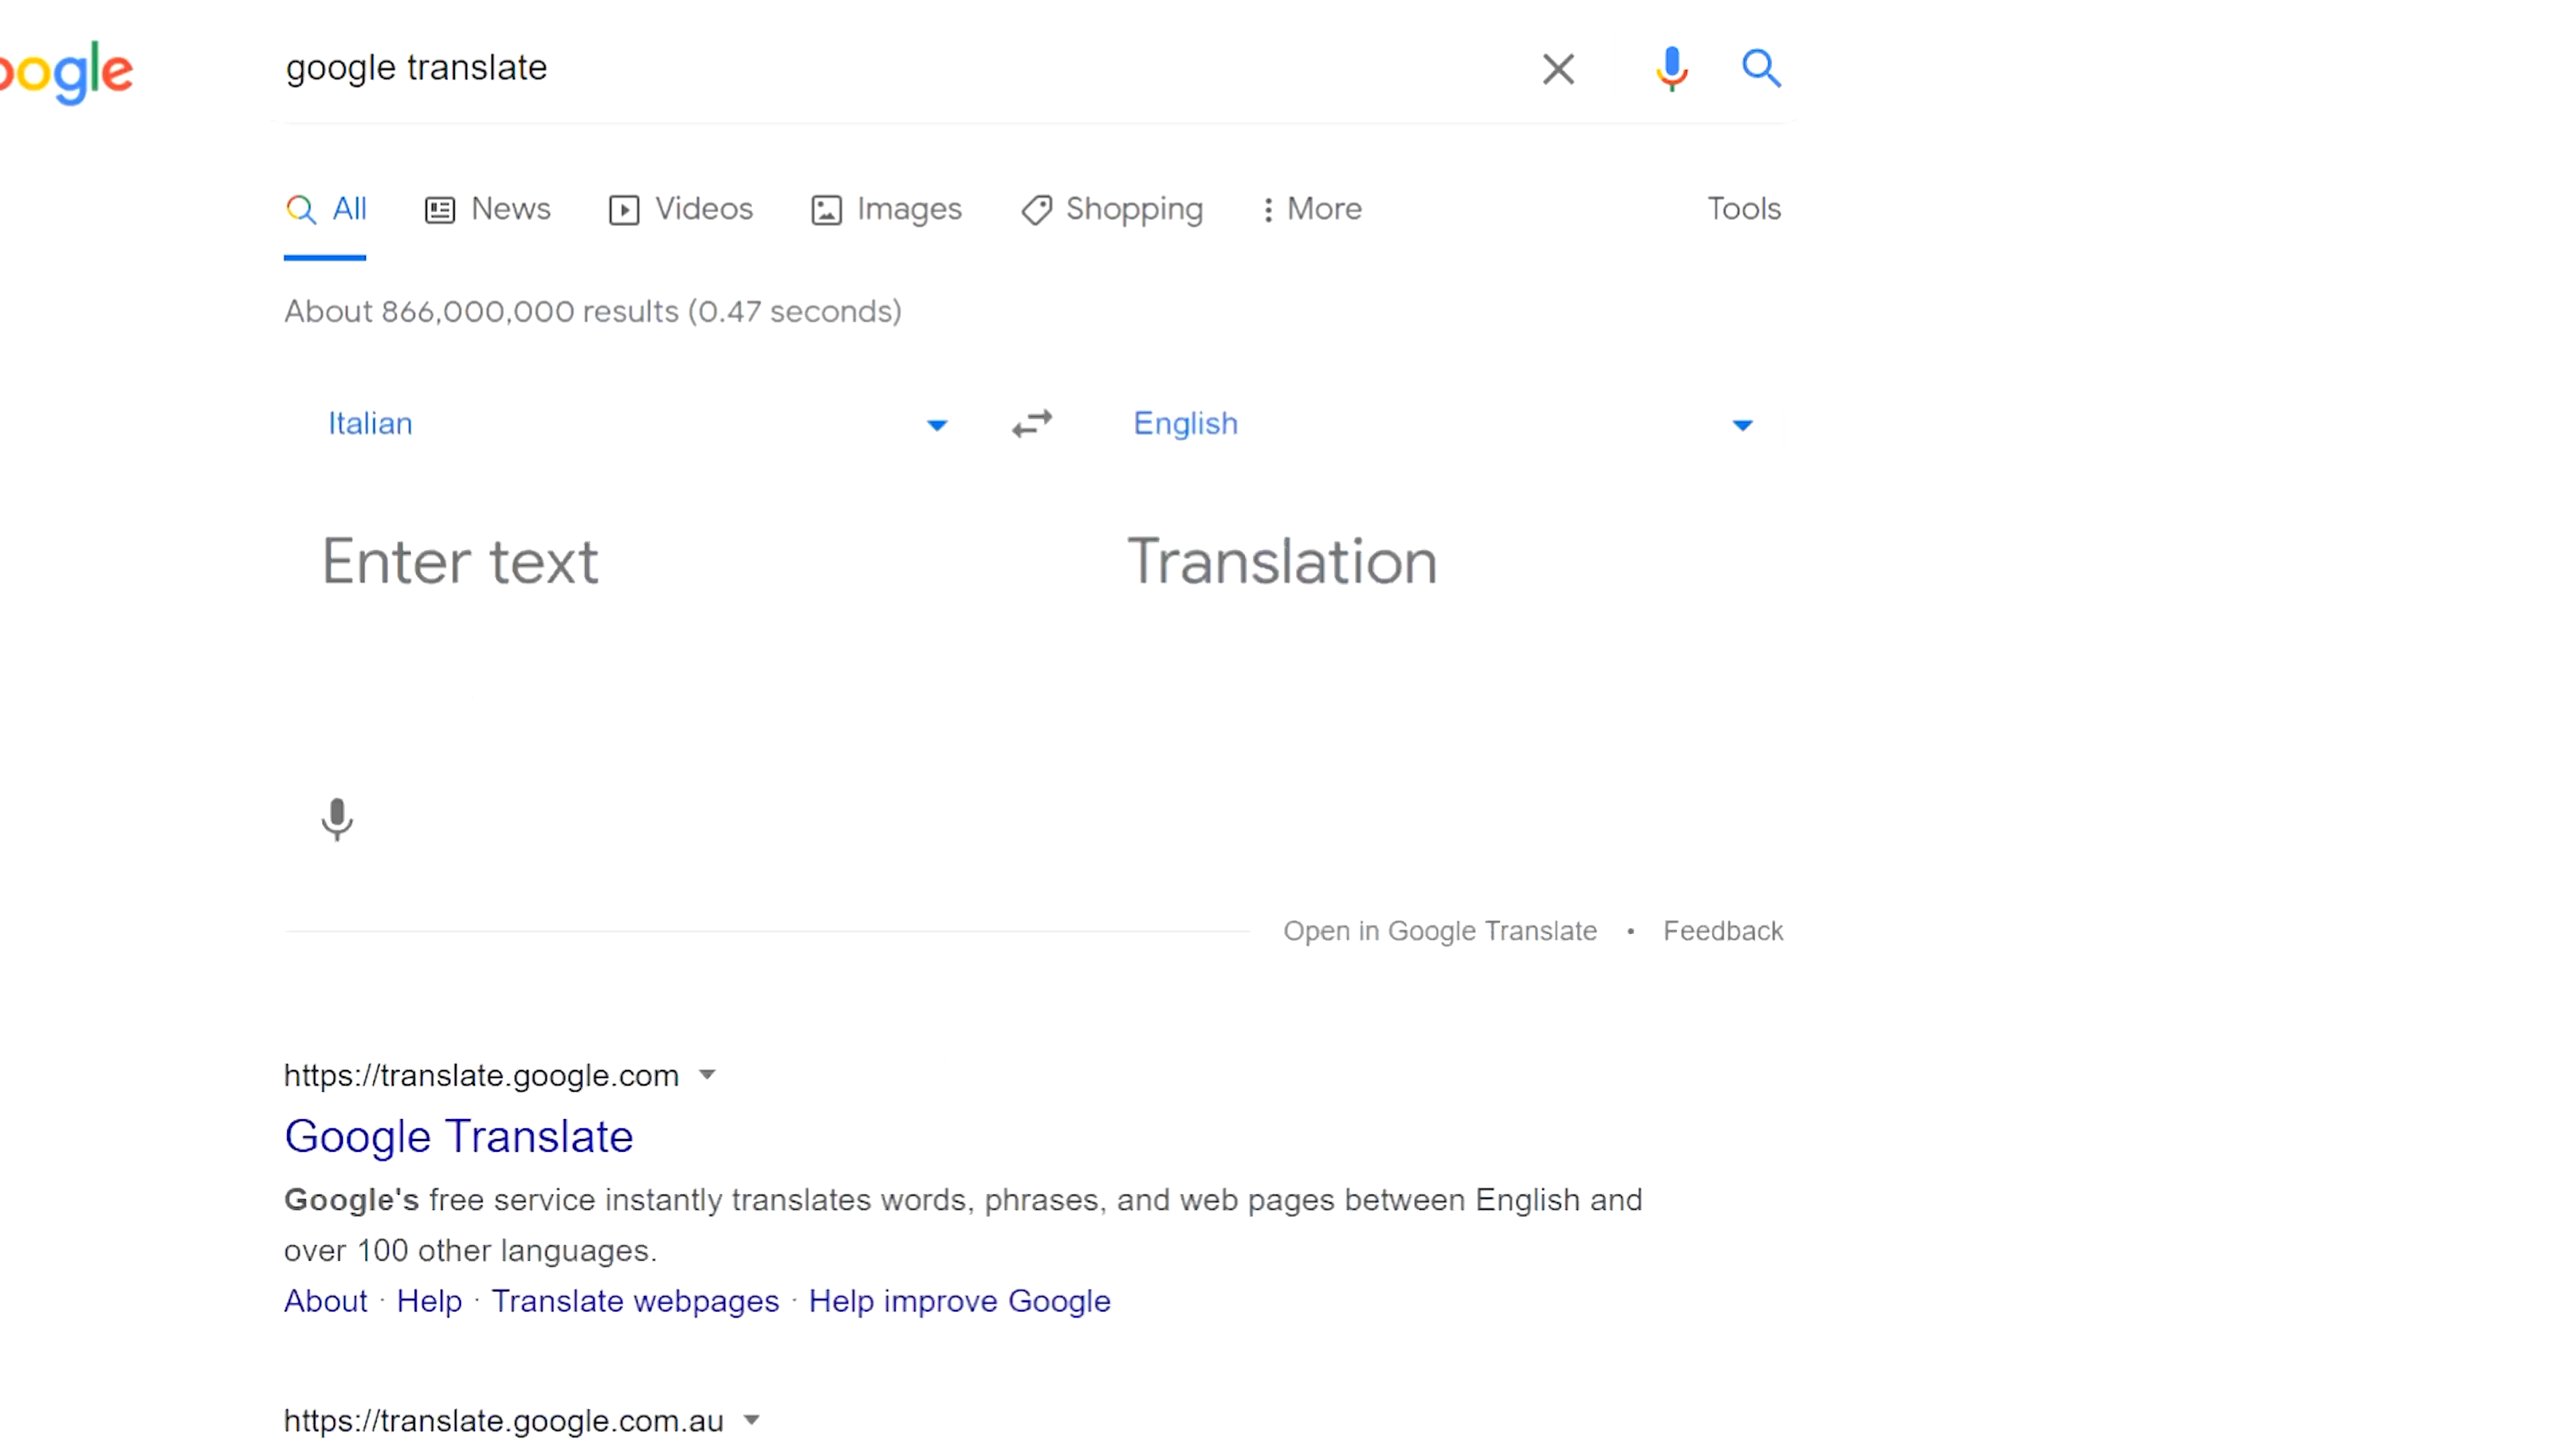 oogle
google translate
All News Videos Images Shopping More Tools
About 866,000,000 results (0.47 seconds)
Italian English
Enter text Translation
Open in Google Translate • Feedback
https://translate.google.com
Google Translate
Google's free service instantly translates words, phrases, and web pages between English and
over 100 other languages.
About · Help · Translate webpages · Help improve Google
https://translate.google.com.au